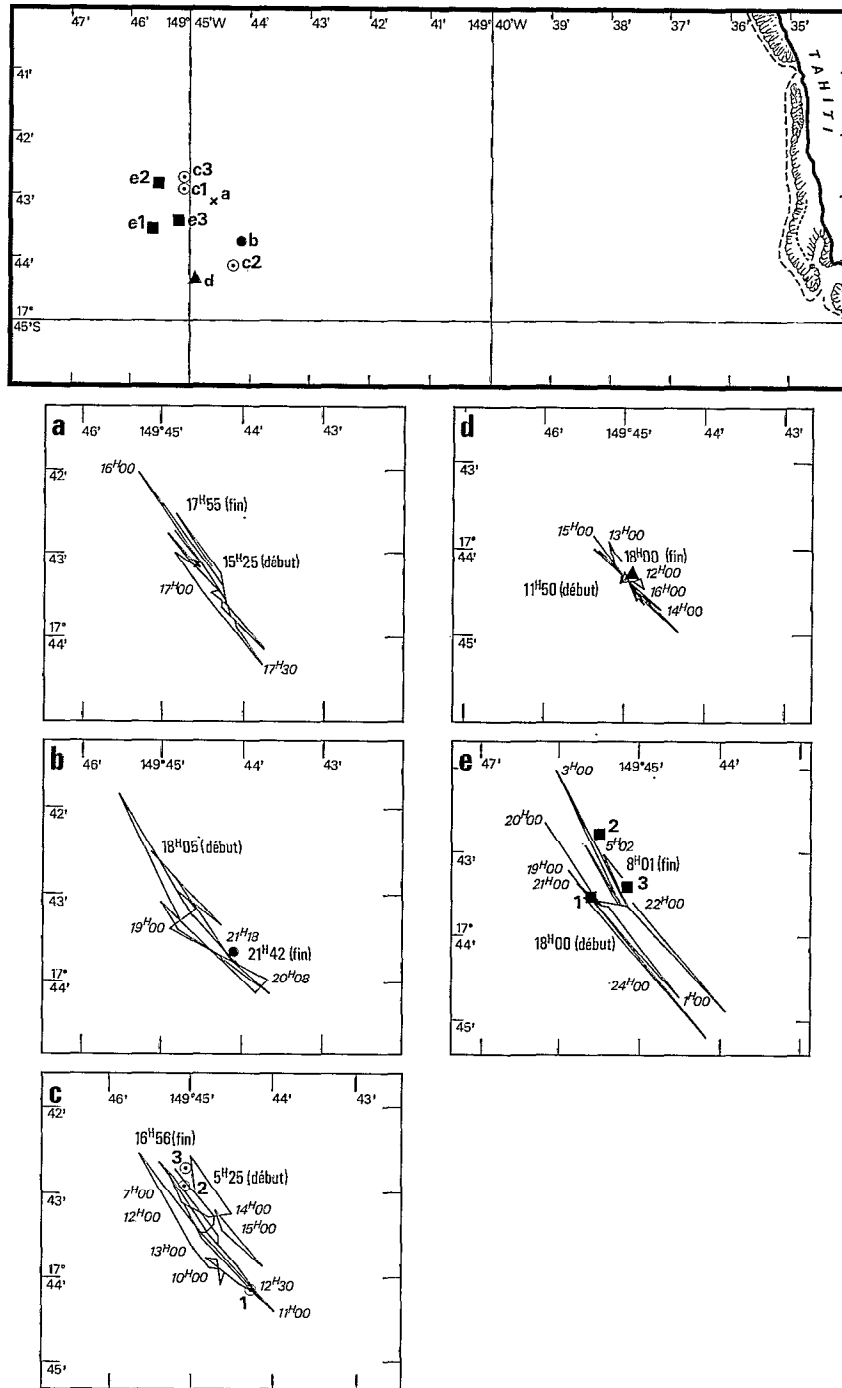 47' 46' 149° 45'W 44' 43' 42' 41' 149° 40'W 39' 38' 37' 36' 35'
TAHITI
41'
42'
43'
44'
17°
45'S
e2 c3
c1 a
e1 e3
b
c2
d
a
46' 149°45' 44' 43'
42'
43'
17°
44'
16H00
17H55 (fin)
15H25 (début)
17H00
17H30
d
46' 149°45' 44' 43'
43'
17°
44'
45'
15H00 13H00
18H00 (fin)
12H00
11H50 (début) 16H00
14H00
b
46' 149°45' 44' 43'
42'
43'
17°
44'
18H05 (début)
19H00
21H18
21H42 (fin)
20H08
e
47' 149°45' 44'
43'
17°
44'
45'
3H00
20H00
2
5H02
19H00 8H01 (fin)
21H00 3
1 22H00
18H00 (début)
24H00 1H00
c
46' 149°45' 44' 43'
42'
43'
17°
44'
45'
16H56 (fin)
3
5H25 (début)
7H00 2
12H00 14H00
15H00
13H00
10H00 12H30
1 11H00